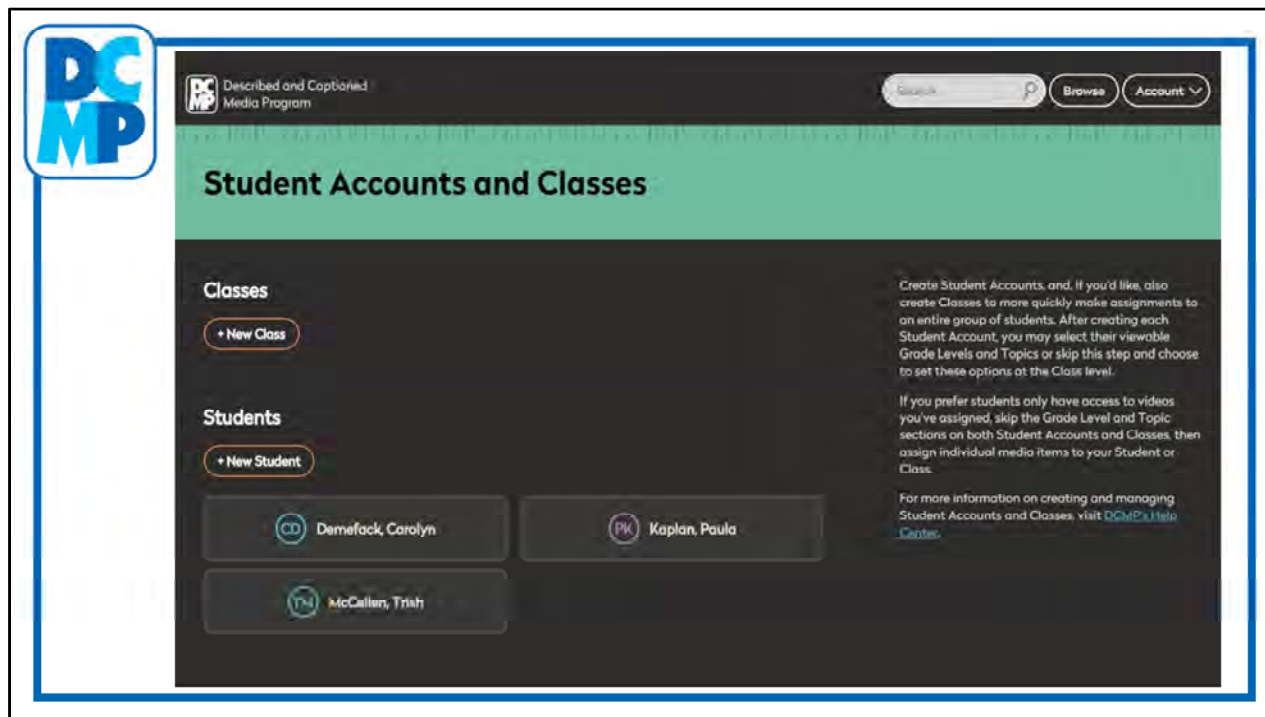 DC
MP
DC
MP
Described and Captioned
Media Program
Search
Browse
Account
Student Accounts and Classes
Classes
+ New Class
Students
+ New Student
CD
Demefack, Carolyn
PK
Kaplan, Paula
TM
McCallen, Trish
Create Student Accounts, and, if you'd like, also
create Classes to more quickly make assignments to
an entire group of students. After creating each
Student Account, you may select their viewable
Grade Levels and Topics or skip this step and choose
to set these options at the Class level.
If you prefer students only have access to videos
you've assigned, skip the Grade Level and Topic
sections on both Student Accounts and Classes, then
assign individual media items to your Student or
Class.
For more information on creating and managing
Student Accounts and Classes, visit DCMP's Help
Center.